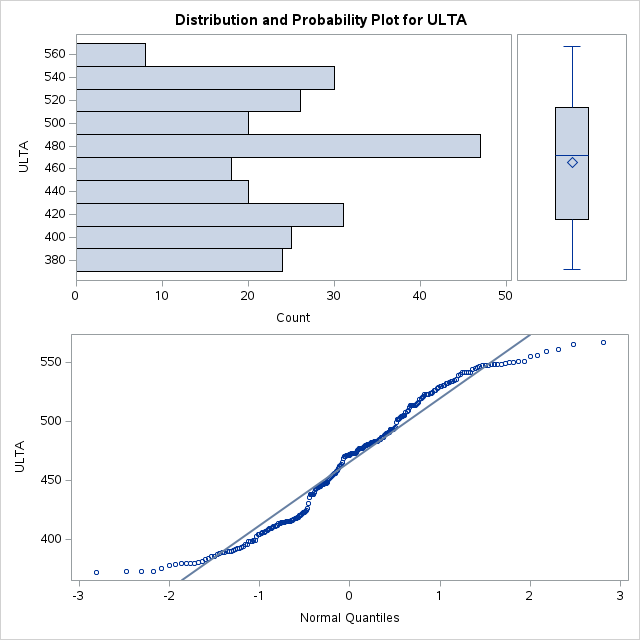 Distribution and Probability Plot for ULTA
ULTA
560
540
520
500
480
460
440
420
400
380
0 10 20 30 40 50
Count
ULTA
550
500
450
400
-3 -2 -1 0 1 2 3
Normal Quantiles